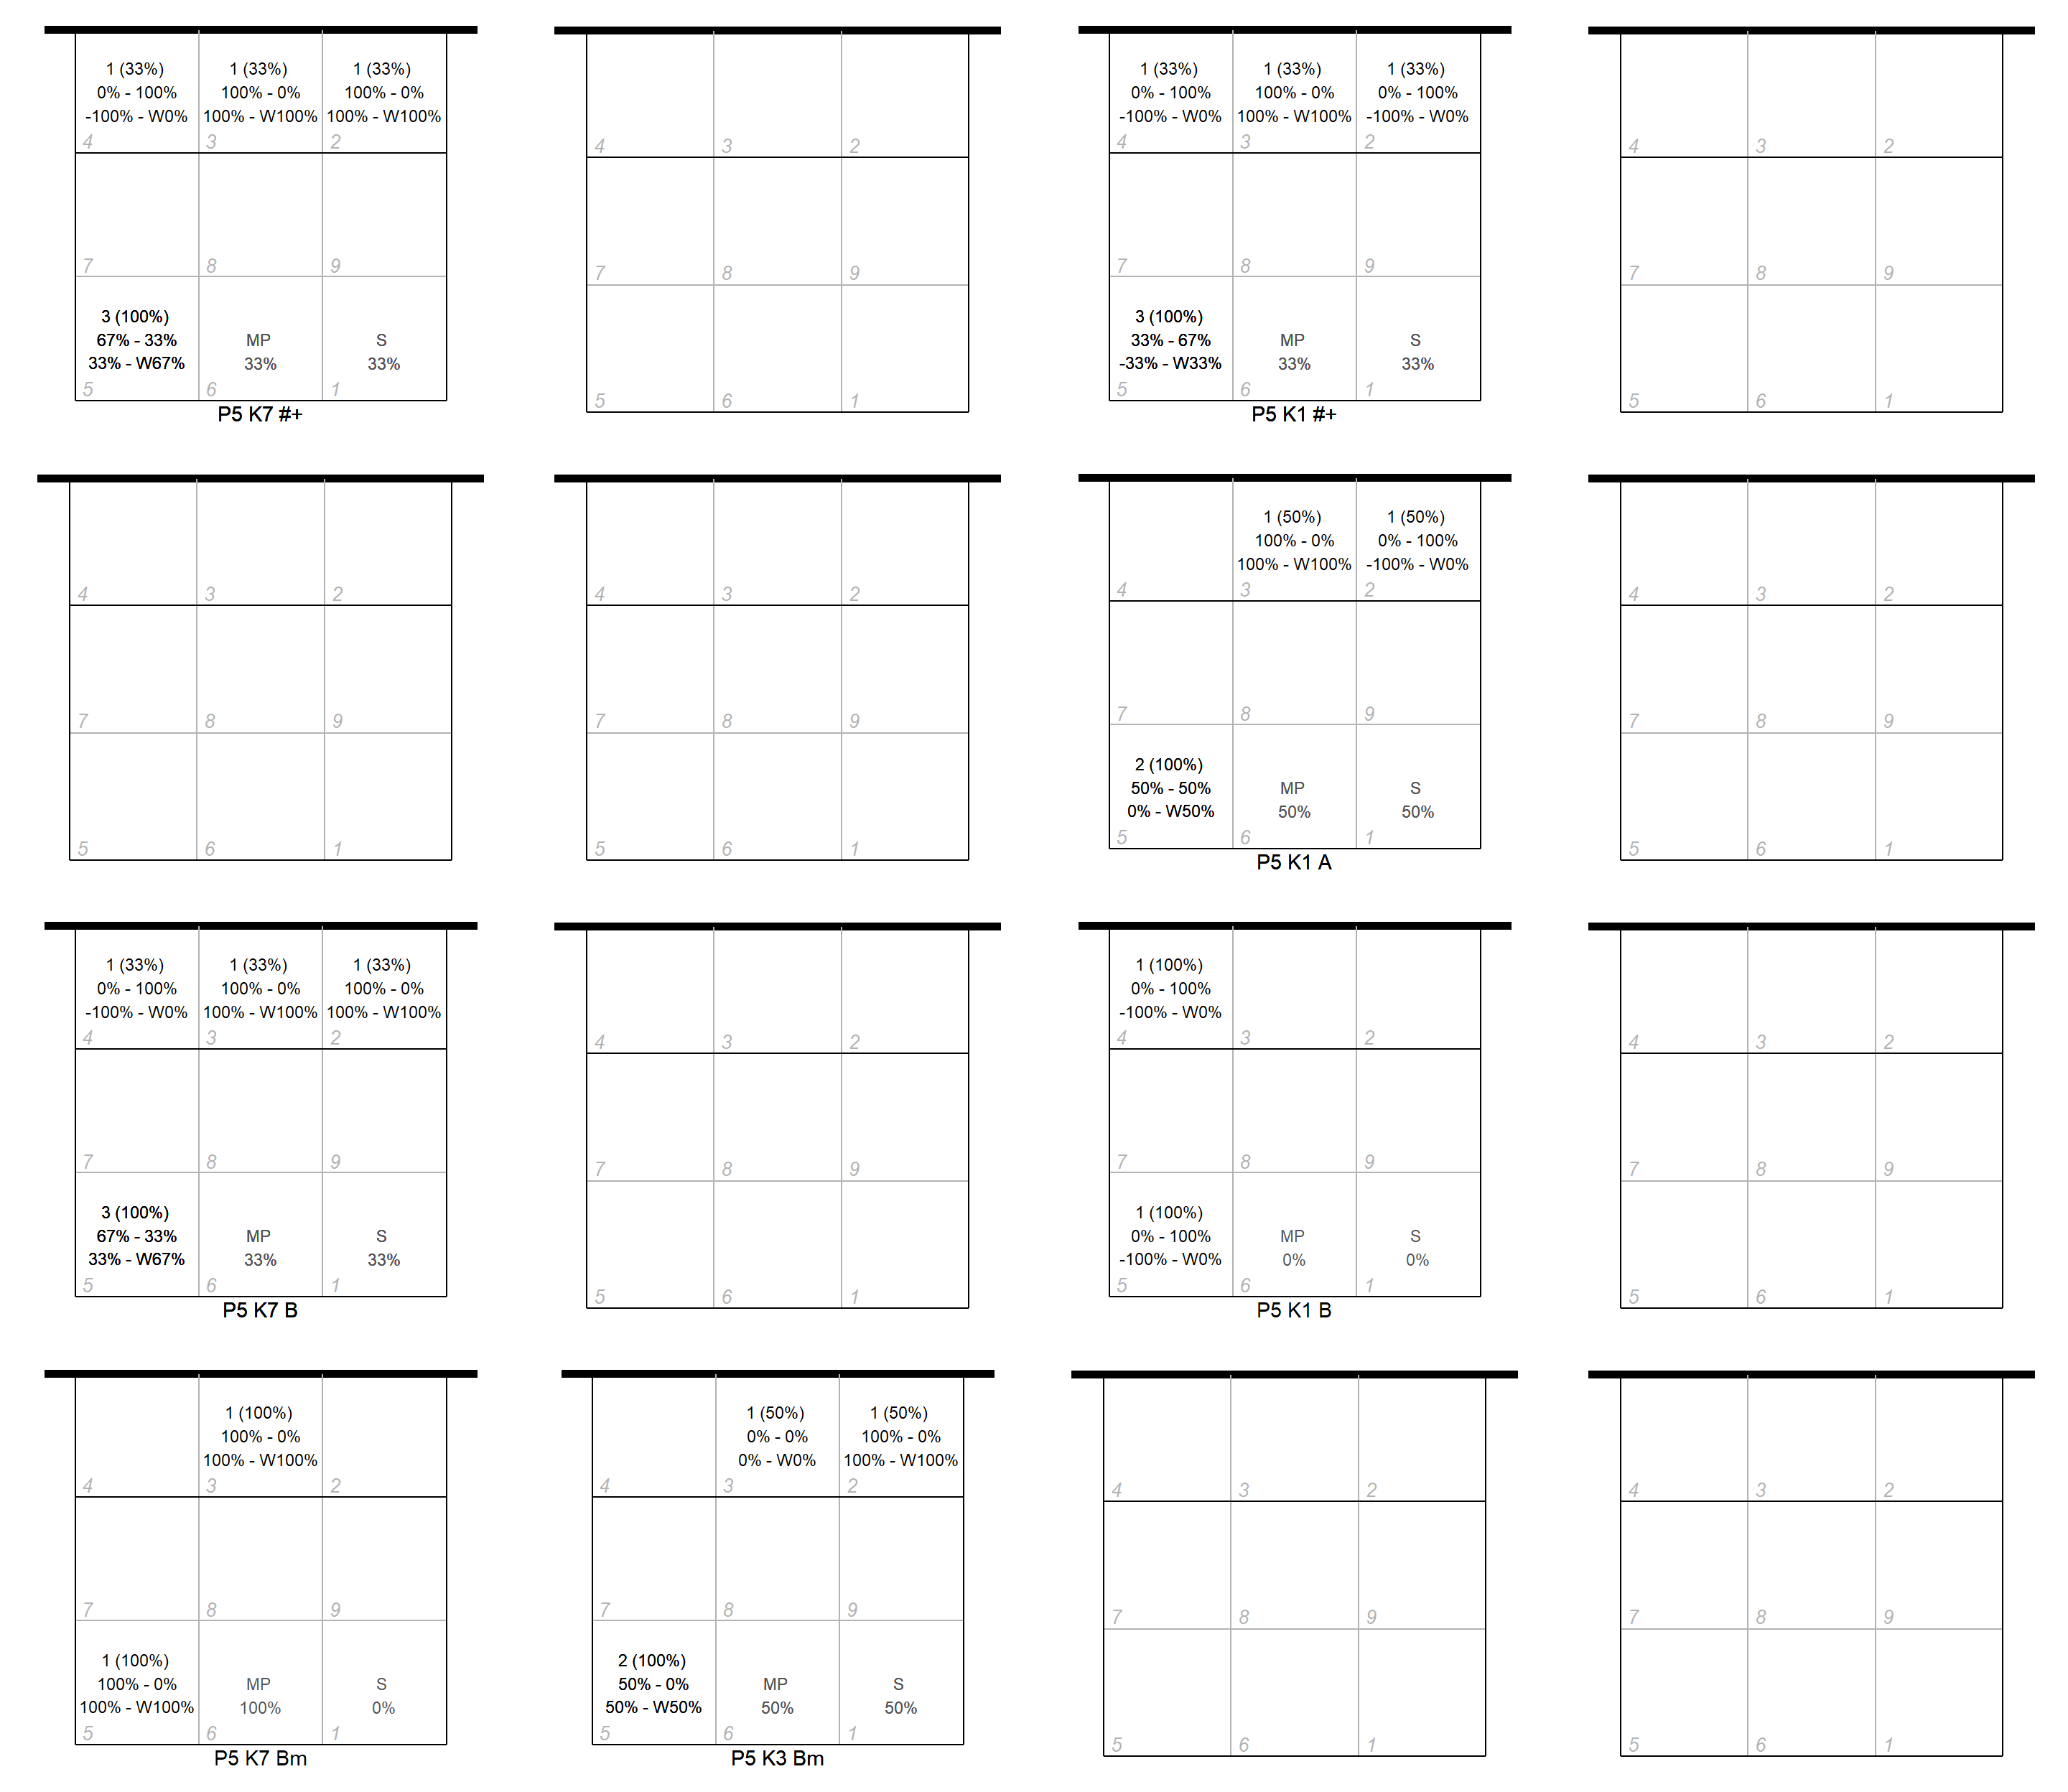 1 (33%) 1 (33%) 1 (33%)
0% - 100% 100% - 0% 100% - 0%
-100% - W0% 100% - W100% 100% - W100%
4 3 2
7 8 9
3 (100%)
67% - 33% MP S
33% - W67% 33% 33%
5 6 1
P5 K7 #+
4 3 2
7 8 9
5 6 1
1 (33%) 1 (33%) 1 (33%)
0% - 100% 100% - 0% 0% - 100%
-100% - W0% 100% - W100% -100% - W0%
4 3 2
7 8 9
3 (100%)
33% - 67% MP S
-33% - W33% 33% 33%
5 6 1
P5 K1 #+
4 3 2
7 8 9
5 6 1
4 3 2
7 8 9
5 6 1
4 3 2
7 8 9
5 6 1
1 (50%) 1 (50%)
100% - 0% 0% - 100%
100% - W100% -100% - W0%
4 3 2
7 8 9
2 (100%)
50% - 50% MP S
0% - W50% 50% 50%
5 6 1
P5 K1 A
4 3 2
7 8 9
5 6 1
1 (33%) 1 (33%) 1 (33%)
0% - 100% 100% - 0% 100% - 0%
-100% - W0% 100% - W100% 100% - W100%
4 3 2
7 8 9
3 (100%)
67% - 33% MP S
33% - W67% 33% 33%
5 6 1
P5 K7 B
4 3 2
7 8 9
5 6 1
1 (100%)
0% - 100%
-100% - W0%
4 3 2
7 8 9
1 (100%)
0% - 100% MP S
-100% - W0% 0% 0%
5 6 1
P5 K1 B
4 3 2
7 8 9
5 6 1
1 (100%)
100% - 0%
100% - W100%
4 3 2
7 8 9
1 (100%)
100% - 0% MP S
100% - W100% 100% 0%
5 6 1
P5 K7 Bm
1 (50%) 1 (50%)
0% - 0% 100% - 0%
0% - W0% 100% - W100%
4 3 2
7 8 9
2 (100%)
50% - 0% MP S
50% - W50% 50% 50%
5 6 1
P5 K3 Bm
4 3 2
7 8 9
5 6 1
4 3 2
7 8 9
5 6 1